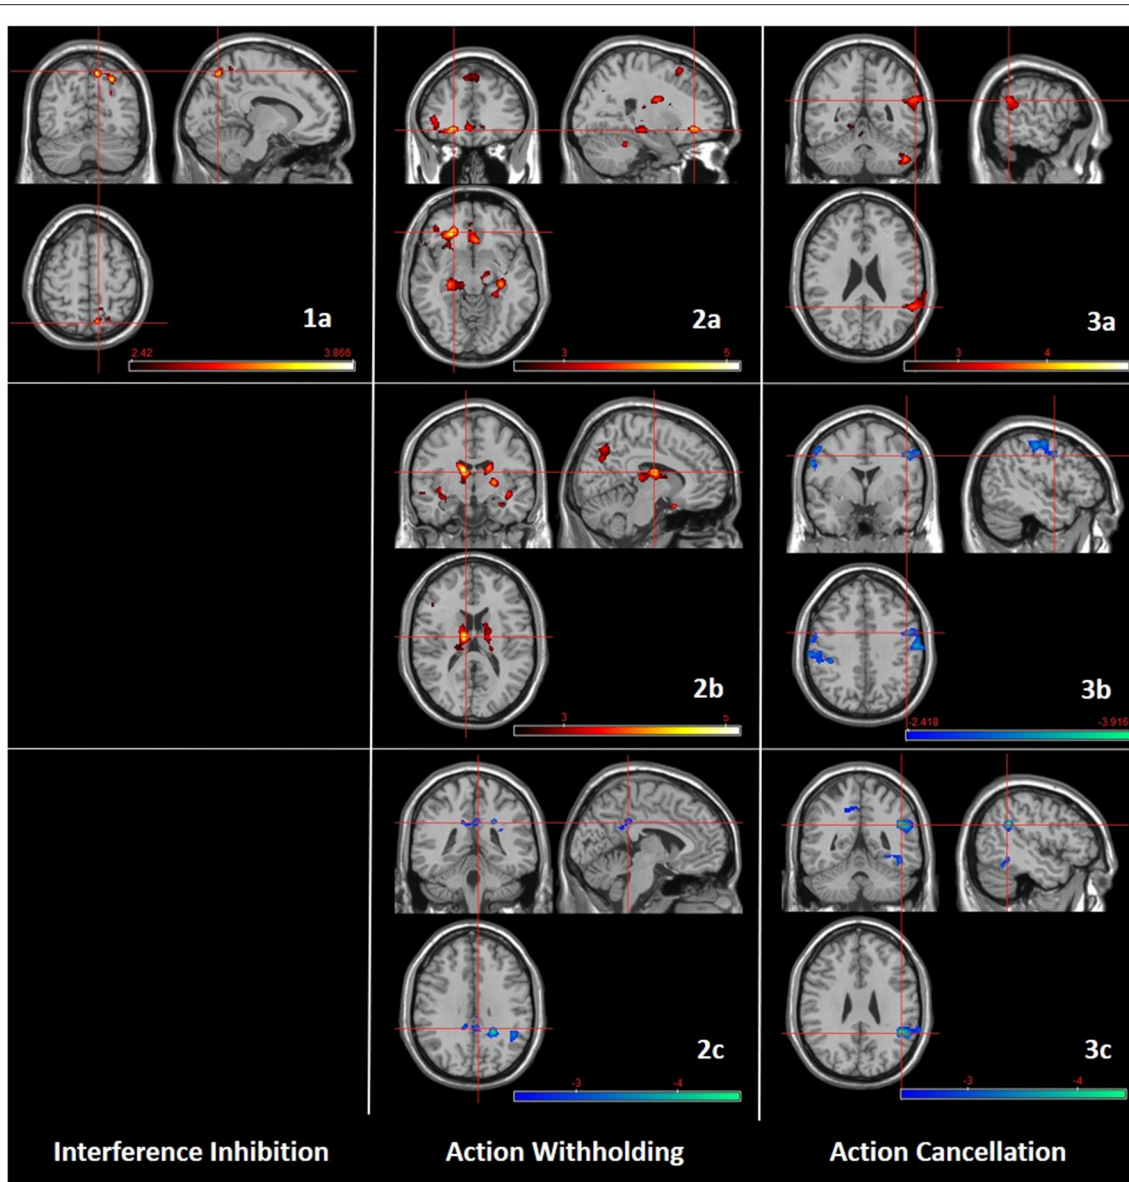 1a
2.42 3.866
2a
3 5
3a
3 4
2b
3 5
3b
-2.418 -3.916
2c
-3 -4
3c
-3 -4
Interference Inhibition
Action Withholding
Action Cancellation